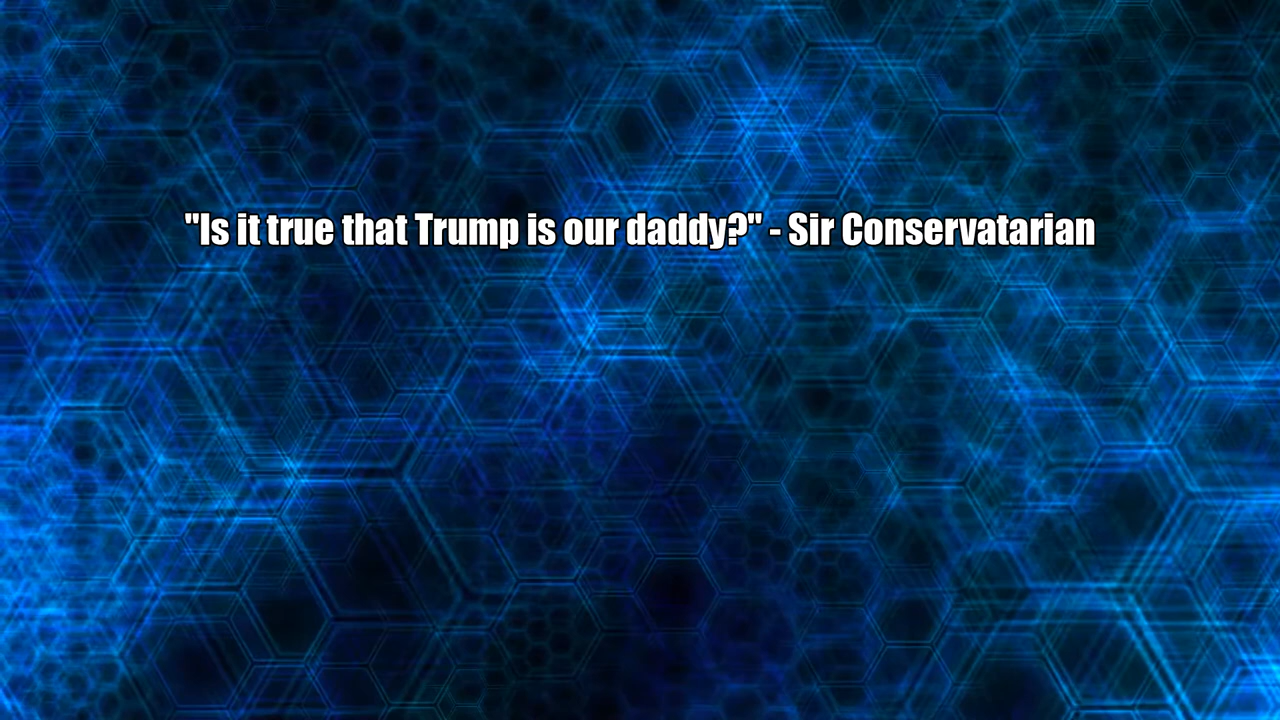 "Is it true that Trump is our daddy?" - Sir Conservatarian